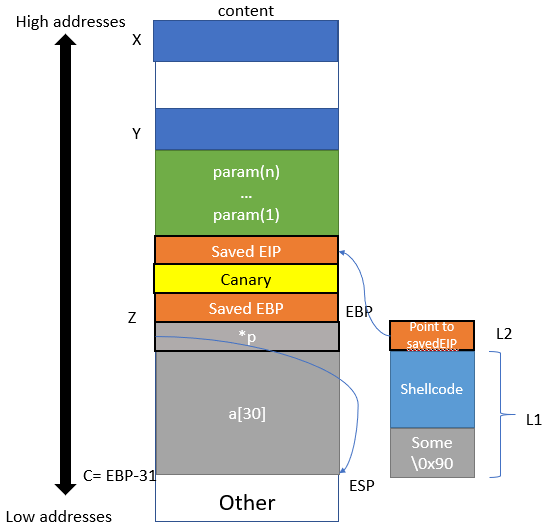 content
High addresses
X
Y
param(n)
...
param(1)
Saved EIP
Canary
Saved EBP
EBP
Z
*p
Point to
savedEIP
L2
Shellcode
L1
a[30]
Some
\0x90
C= EBP-31
ESP
Other
Low addresses